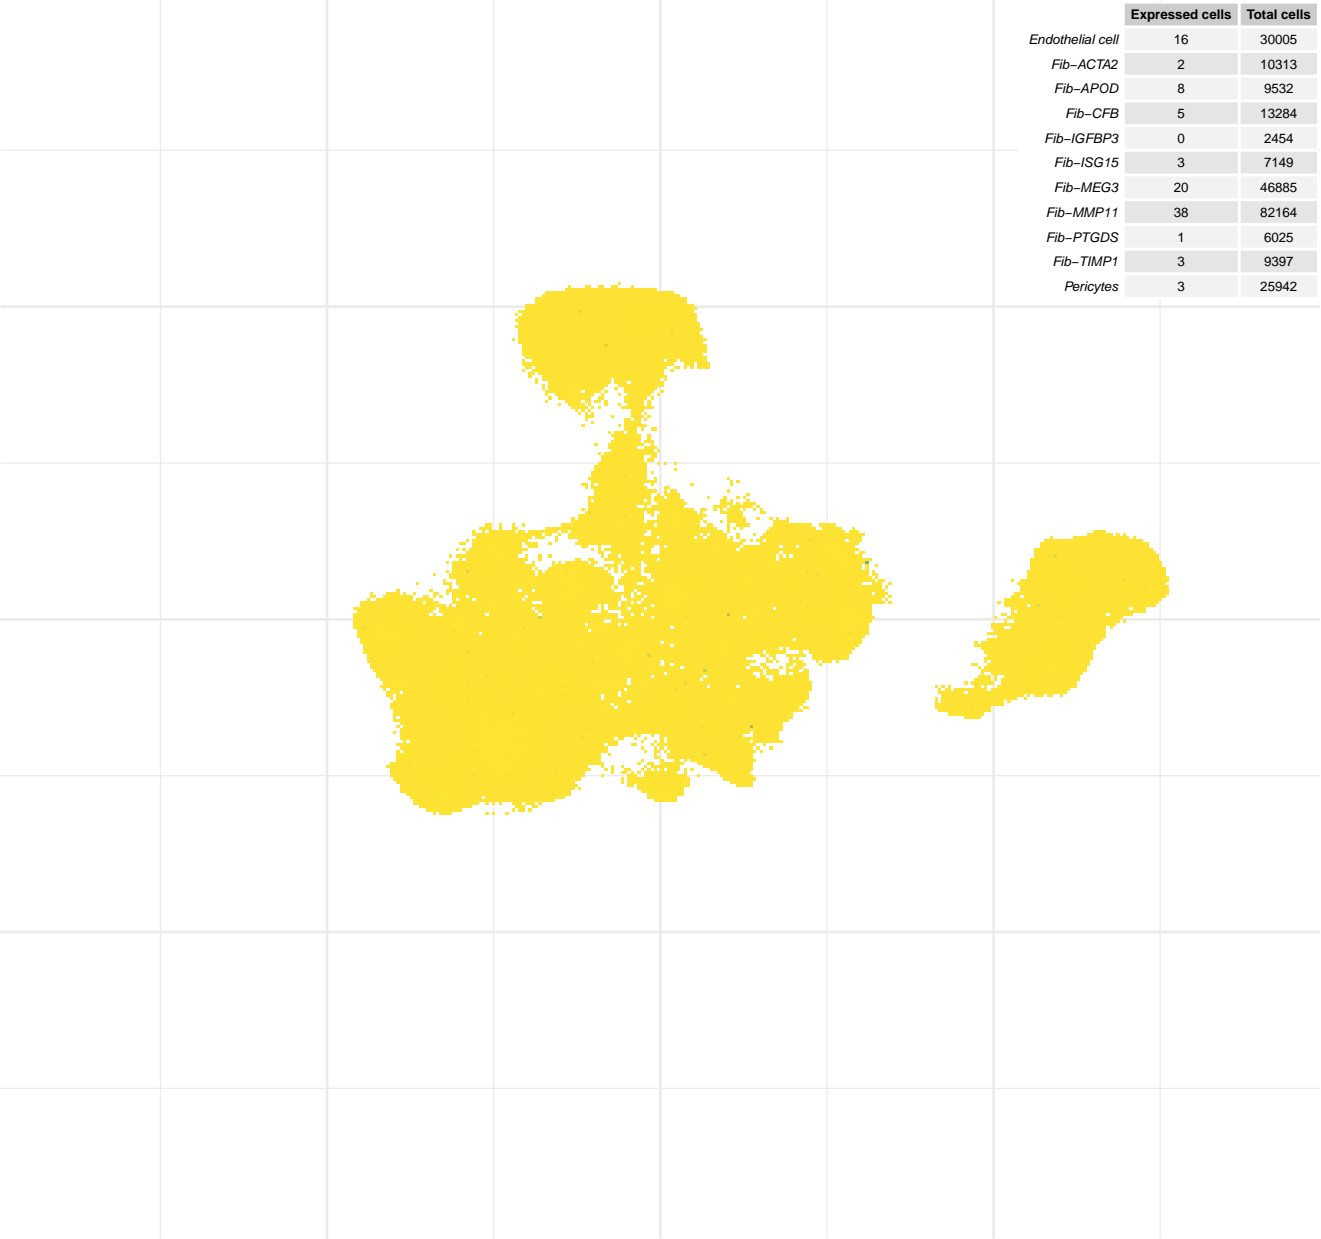 Expressed cells Total cells
Endothelial cell 16 30005
Fib−ACTA2 2 10313
Fib−APOD 8 9532
Fib−CFB 5 13284
Fib−IGFBP3 0 2454
Fib−ISG15 3 7149
Fib−MEG3 20 46885
Fib−MMP11 38 82164
Fib−PTGDS 1 6025
Fib−TIMP1 3 9397
Pericytes 3 25942